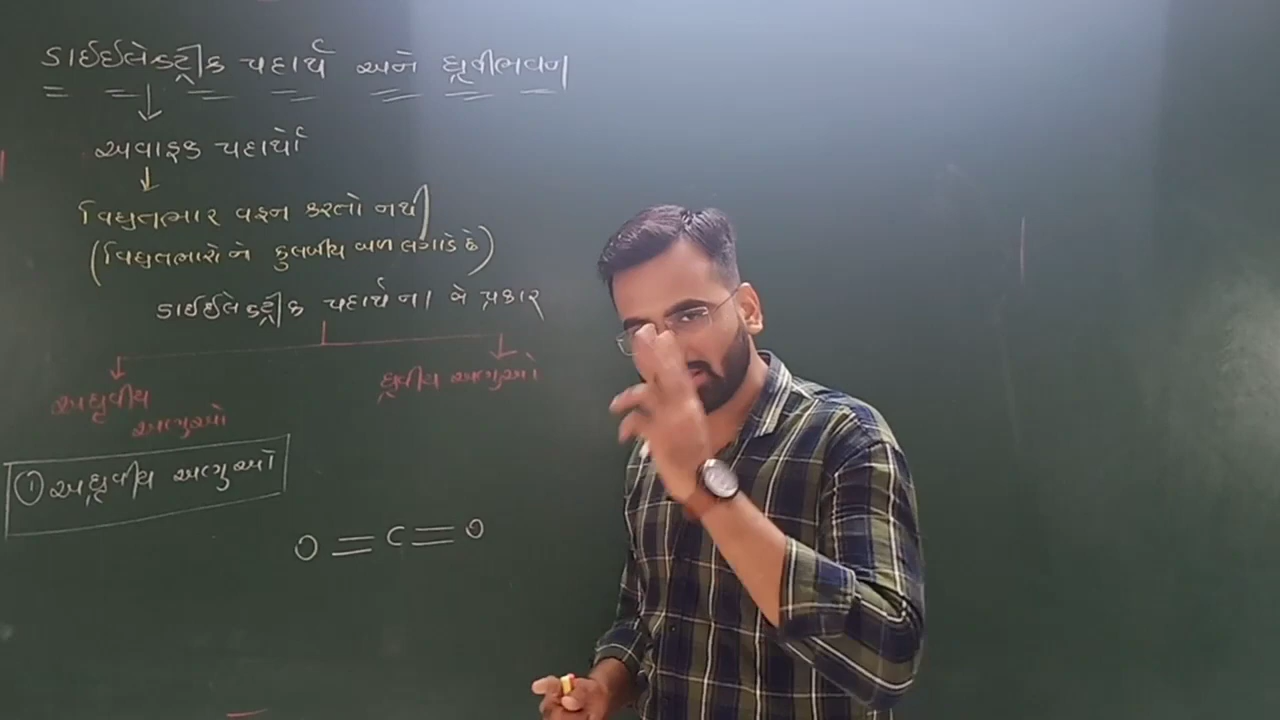 ડાઈઈલેક્ટ્રીક પદાર્થ અને ધ્રૂવીભવન
અવાહક પદાર્થો
વિદ્યુતભાર વહન કરતો નથી
(વિદ્યુતભારોને કુલંબીય બળ લગાડે છે)
ડાઈઈલેક્ટ્રીક પદાર્થના બે પ્રકાર
અધ્રૂવીય અણુઓ
ધ્રૂવીય અણુઓ
① અધ્રૂવીય અણુઓ
O = C = O